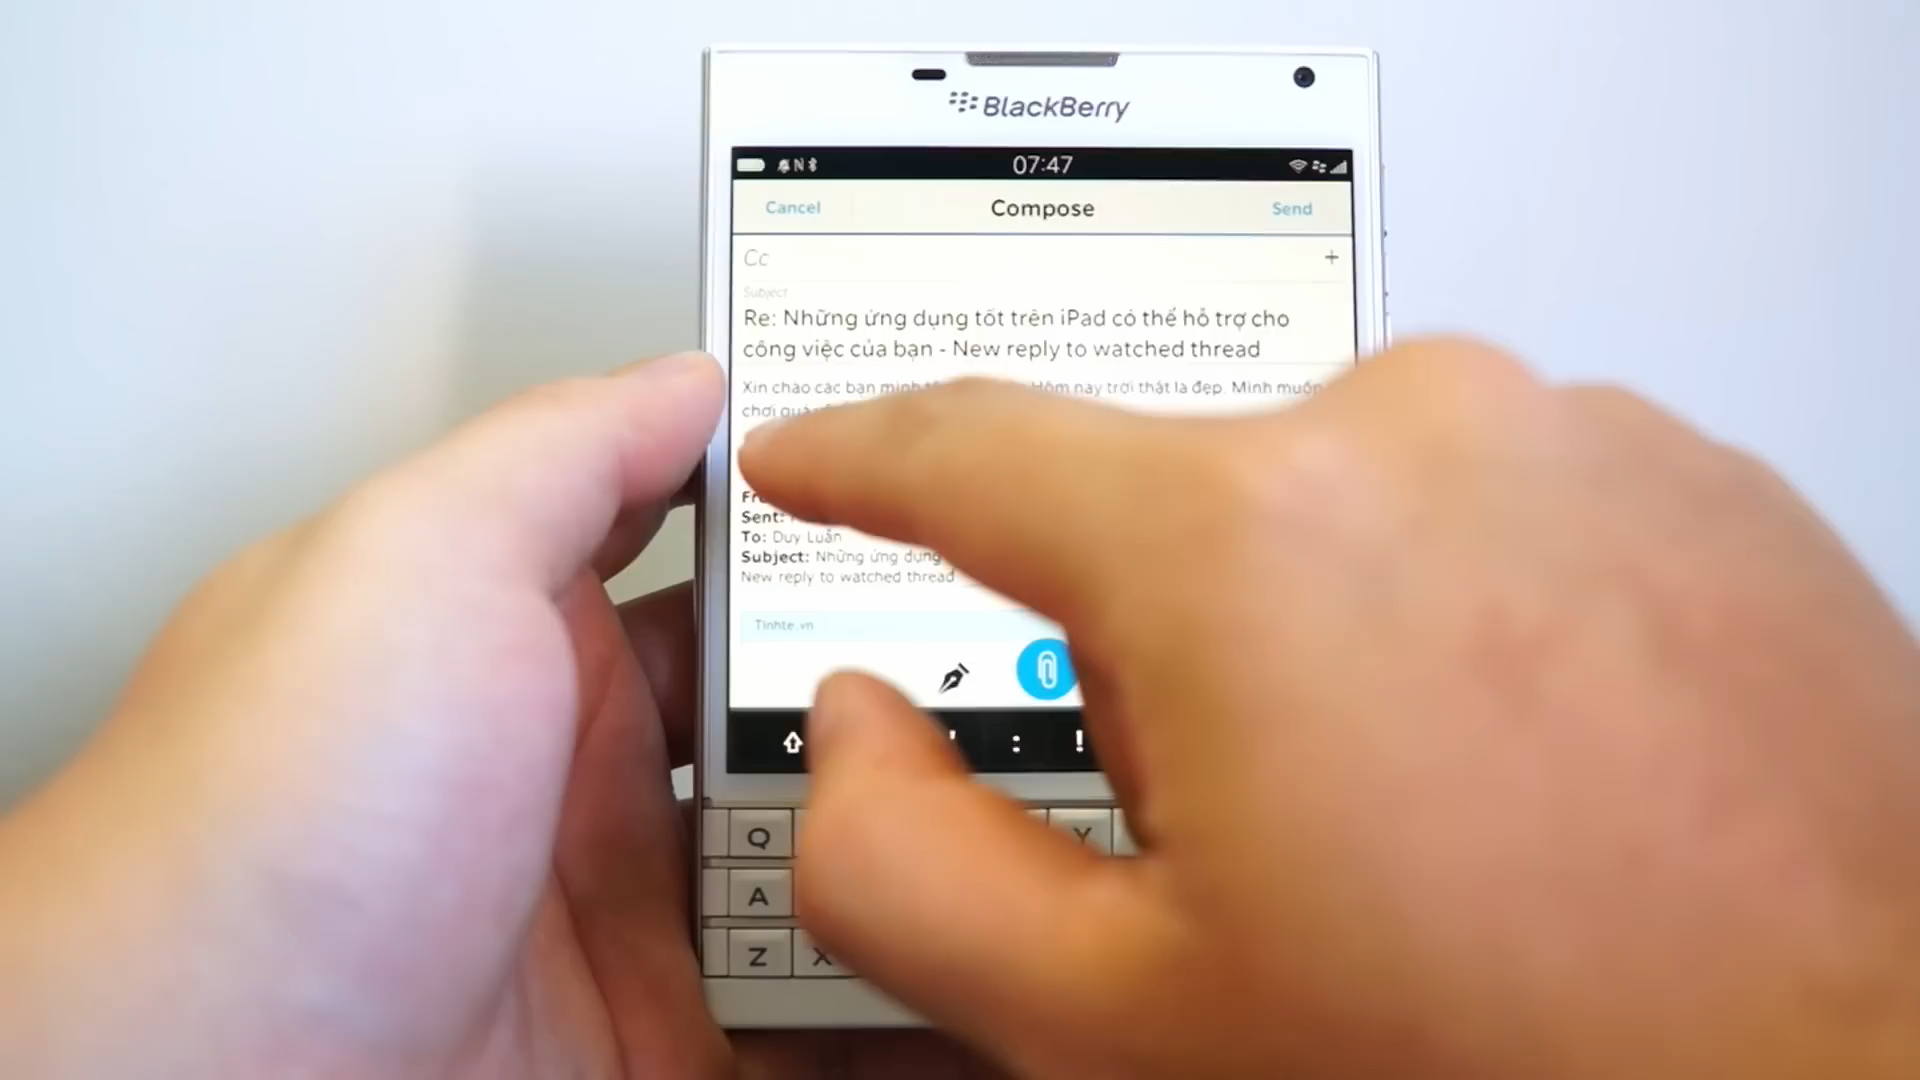 BlackBerry
N 07:47
Cancel Compose Send
Cc +
Subject
Re: Những ứng dụng tốt trên iPad có thể hỗ trợ cho
công việc của bạn - New reply to watched thread
Xin chào các bạn mình Hôm nay trời thật là đẹp. Mình muốn
chơi
Sent:
To: Duy Luân
Subject: Những ứng dụng
New reply to watched thread
Tinhte.vn
' : !
Q Y
A
Z X